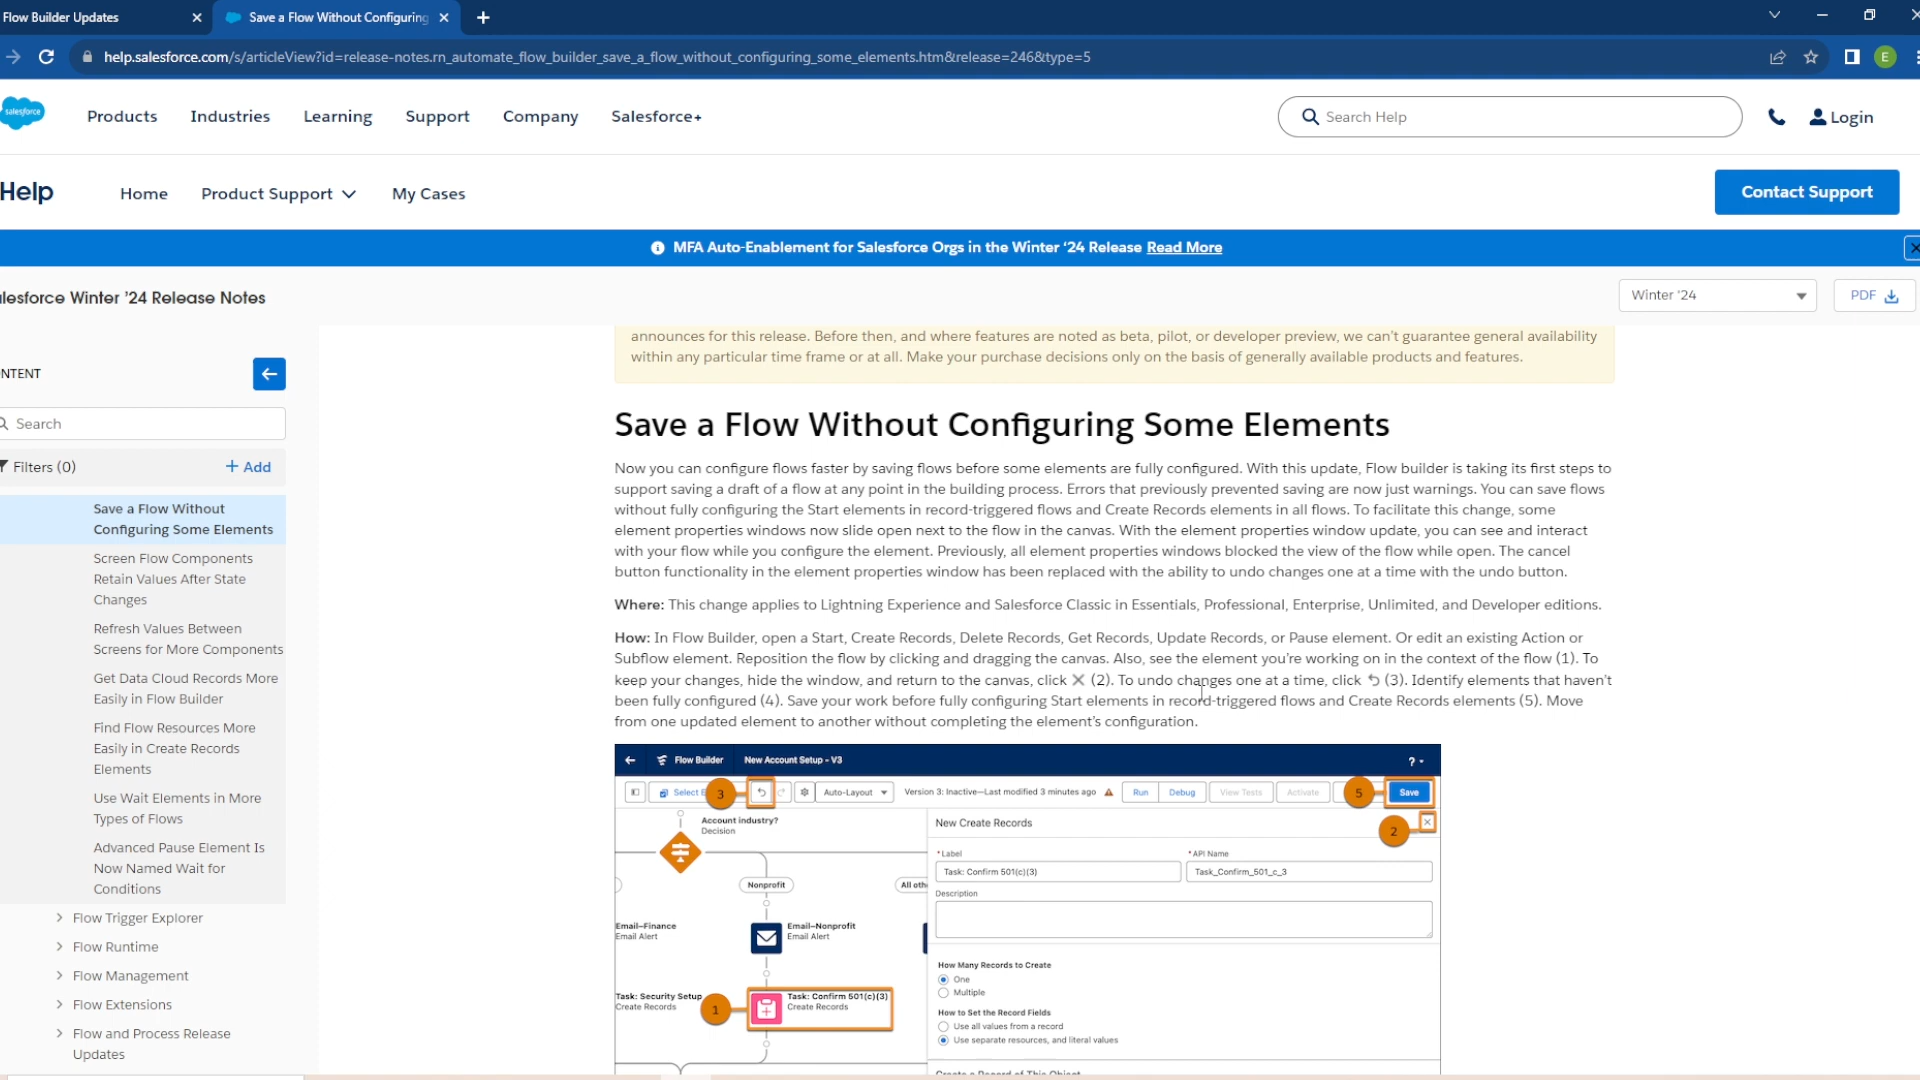 Flow Builder Updates
Save a Flow Without Configuring
help.salesforce.com/s/articleView?id=release-notes.rn_automate_flow_builder_save_a_flow_without_configuring_some_elements.htm&release=246&type=5
E
salesforce
Products Industries Learning Support Company Salesforce+
Search Help
Login
Help
Home Product Support My Cases
Contact Support
MFA Auto-Enablement for Salesforce Orgs in the Winter '24 Release Read More
lesforce Winter '24 Release Notes
Winter '24
PDF
NTENT
Search
Filters (0)
+ Add
Save a Flow Without
Configuring Some Elements
Screen Flow Components
Retain Values After State
Changes
Refresh Values Between
Screens for More Components
Get Data Cloud Records More
Easily in Flow Builder
Find Flow Resources More
Easily in Create Records
Elements
Use Wait Elements in More
Types of Flows
Advanced Pause Element Is
Now Named Wait for
Conditions
Flow Trigger Explorer
Flow Runtime
Flow Management
Flow Extensions
Flow and Process Release
Updates
announces for this release. Before then, and where features are noted as beta, pilot, or developer preview, we can't guarantee general availability
within any particular time frame or at all. Make your purchase decisions only on the basis of generally available products and features.
Save a Flow Without Configuring Some Elements
Now you can configure flows faster by saving flows before some elements are fully configured. With this update, Flow builder is taking its first steps to
support saving a draft of a flow at any point in the building process. Errors that previously prevented saving are now just warnings. You can save flows
without fully configuring the Start elements in record-triggered flows and Create Records elements in all flows. To facilitate this change, some
element properties windows now slide open next to the flow in the canvas. With the element properties window update, you can see and interact
with your flow while you configure the element. Previously, all element properties windows blocked the view of the flow while open. The cancel
button functionality in the element properties window has been replaced with the ability to undo changes one at a time with the undo button.
Where: This change applies to Lightning Experience and Salesforce Classic in Essentials, Professional, Enterprise, Unlimited, and Developer editions.
How: In Flow Builder, open a Start, Create Records, Delete Records, Get Records, Update Records, or Pause element. Or edit an existing Action or
Subflow element. Reposition the flow by clicking and dragging the canvas. Also, see the element you're working on in the context of the flow (1). To
keep your changes, hide the window, and return to the canvas, click ✕ (2). To undo changes one at a time, click (3). Identify elements that haven't
been fully configured (4). Save your work before fully configuring Start elements in record-triggered flows and Create Records elements (5). Move
from one updated element to another without completing the element's configuration.
Flow Builder New Account Setup - V3
?
Select E 3 Auto-Layout Version 3: Inactive—Last modified 3 minutes ago Run Debug View Tests Activate 5 Save
Account industry?
Decision
Nonprofit
All oth
Email—Finance
Email Alert
Email—Nonprofit
Email Alert
Task: Security Setup
Create Records
1
Task: Confirm 501(c)(3)
Create Records
New Create Records
2
*Label
*API Name
Task: Confirm 501(c)(3)
Task_Confirm_501_c_3
Description
How Many Records to Create
One
Multiple
How to Set the Record Fields
Use all values from a record
Use separate resources, and literal values
Create a Record of This Object